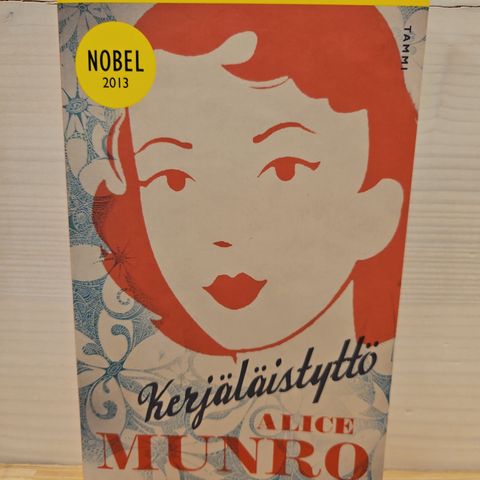 NOBEL
2013
TAMMI
Kerjäläistyttö
ALICE
MUNRO